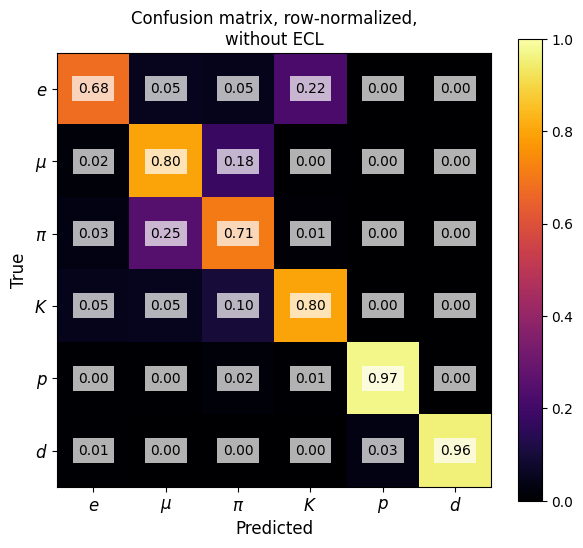 Confusion matrix, row-normalized,
without ECL
True
e 0.68 0.05 0.05 0.22 0.00 0.00
μ 0.02 0.80 0.18 0.00 0.00 0.00
π 0.03 0.25 0.71 0.01 0.00 0.00
K 0.05 0.05 0.10 0.80 0.00 0.00
p 0.00 0.00 0.02 0.01 0.97 0.00
d 0.01 0.00 0.00 0.00 0.03 0.96
e μ π K p d
Predicted
1.0
0.8
0.6
0.4
0.2
0.0